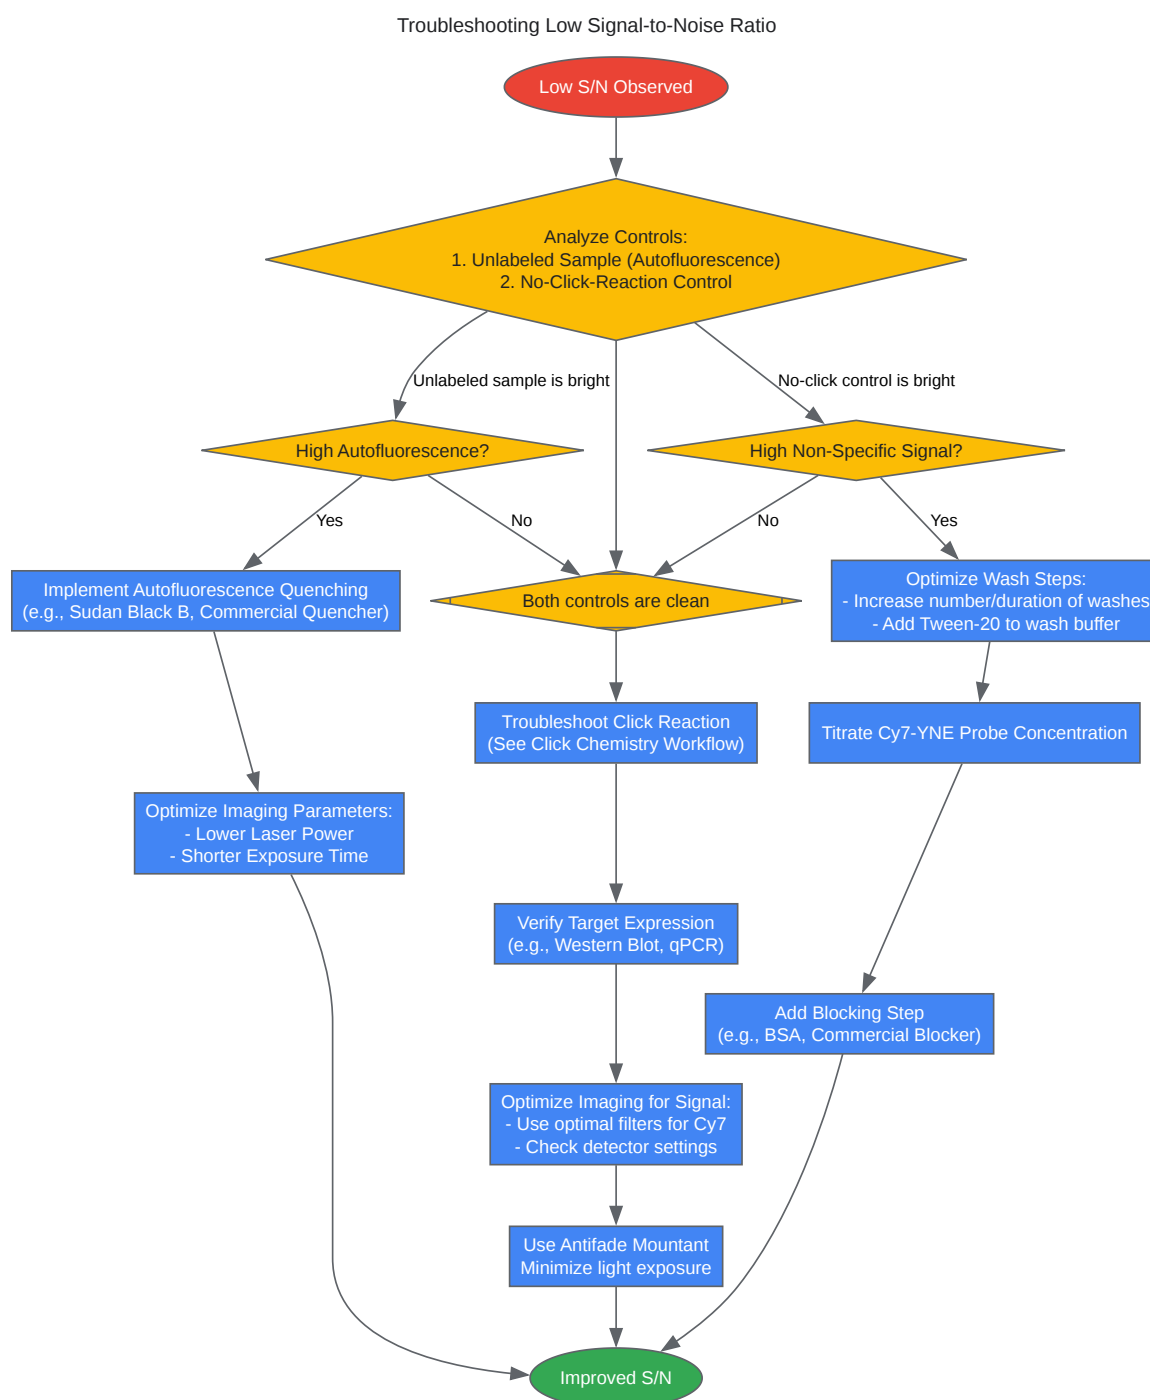 Troubleshooting Low Signal-to-Noise Ratio
Low S/N Observed
Analyze Controls:
1. Unlabeled Sample (Autofluorescence)
2. No-Click-Reaction Control
Unlabeled sample is bright
No-click control is bright
High Autofluorescence?
High Non-Specific Signal?
Yes
No
No
Yes
Implement Autofluorescence Quenching
(e.g., Sudan Black B, Commercial Quencher)
Both controls are clean
Optimize Wash Steps:
- Increase number/duration of washes
- Add Tween-20 to wash buffer
Troubleshoot Click Reaction
(See Click Chemistry Workflow)
Titrate Cy7-YNE Probe Concentration
Optimize Imaging Parameters:
- Lower Laser Power
- Shorter Exposure Time
Verify Target Expression
(e.g., Western Blot, qPCR)
Add Blocking Step
(e.g., BSA, Commercial Blocker)
Optimize Imaging for Signal:
- Use optimal filters for Cy7
- Check detector settings
Use Antifade Mountant
Minimize light exposure
Improved S/N